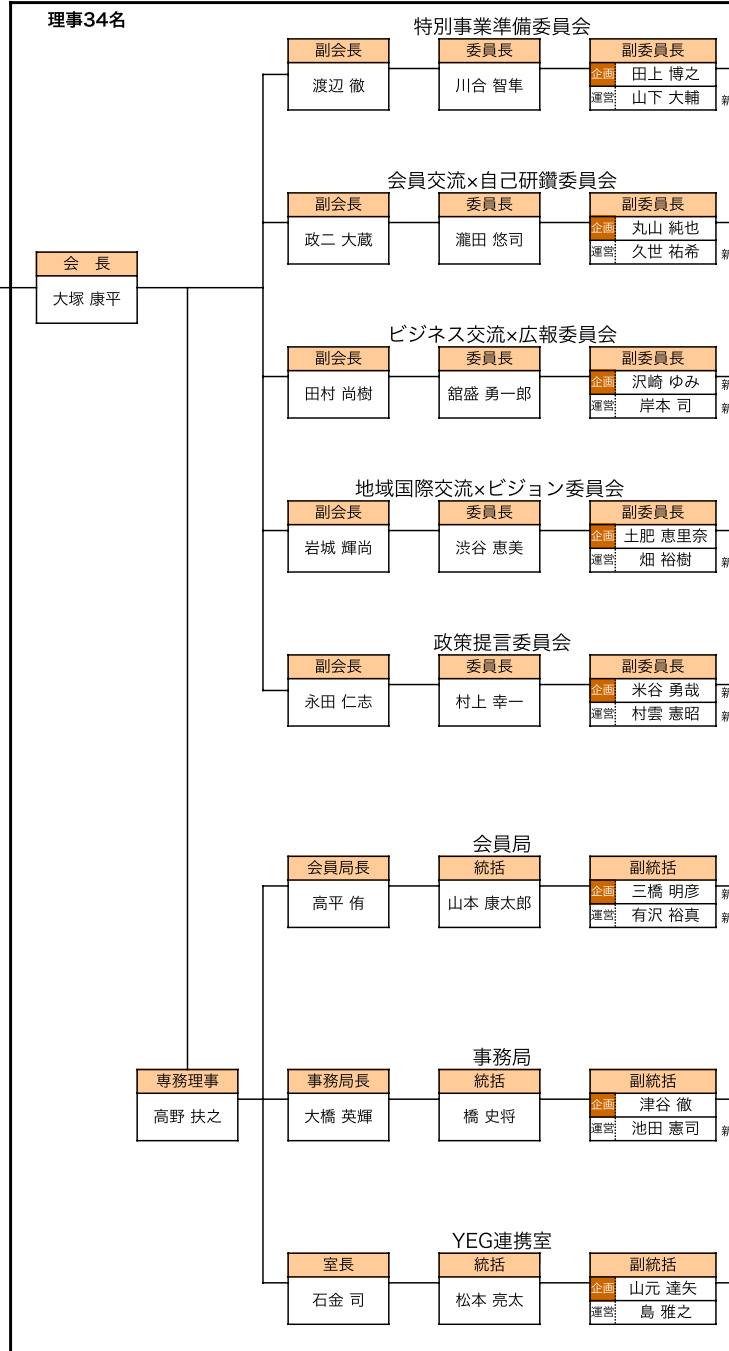 理事34名
特別事業準備委員会
副会長 委員長 副委員長
渡辺 徹 川合 智隼 企画 田上 博之
運営 山下 大輔 新
会員交流×自己研鑽委員会
副会長 委員長 副委員長
政二 大蔵 瀧田 悠司 企画 丸山 純也
運営 久世 祐希 新
会　長
大塚 康平
ビジネス交流×広報委員会
副会長 委員長 副委員長
田村 尚樹 舘盛 勇一郎 企画 沢崎 ゆみ 新
運営 岸本 司 新
地域国際交流×ビジョン委員会
副会長 委員長 副委員長
岩城 輝尚 渋谷 恵美 企画 土肥 恵里奈
運営 畑 裕樹 新
政策提言委員会
副会長 委員長 副委員長
永田 仁志 村上 幸一 企画 米谷 勇哉 新
運営 村雲 憲昭 新
会員局
会員局長 統括 副統括
高平 侑 山本 康太郎 企画 三橋 明彦 新
運営 有沢 裕真 新
事務局
専務理事 事務局長 統括 副統括
高野 扶之 大橋 英輝 橋 史将 企画 津谷 徹
運営 池田 憲司 新
YEG連携室
室長 統括 副統括
石金 司 松本 亮太 企画 山元 達矢
運営 島 雅之